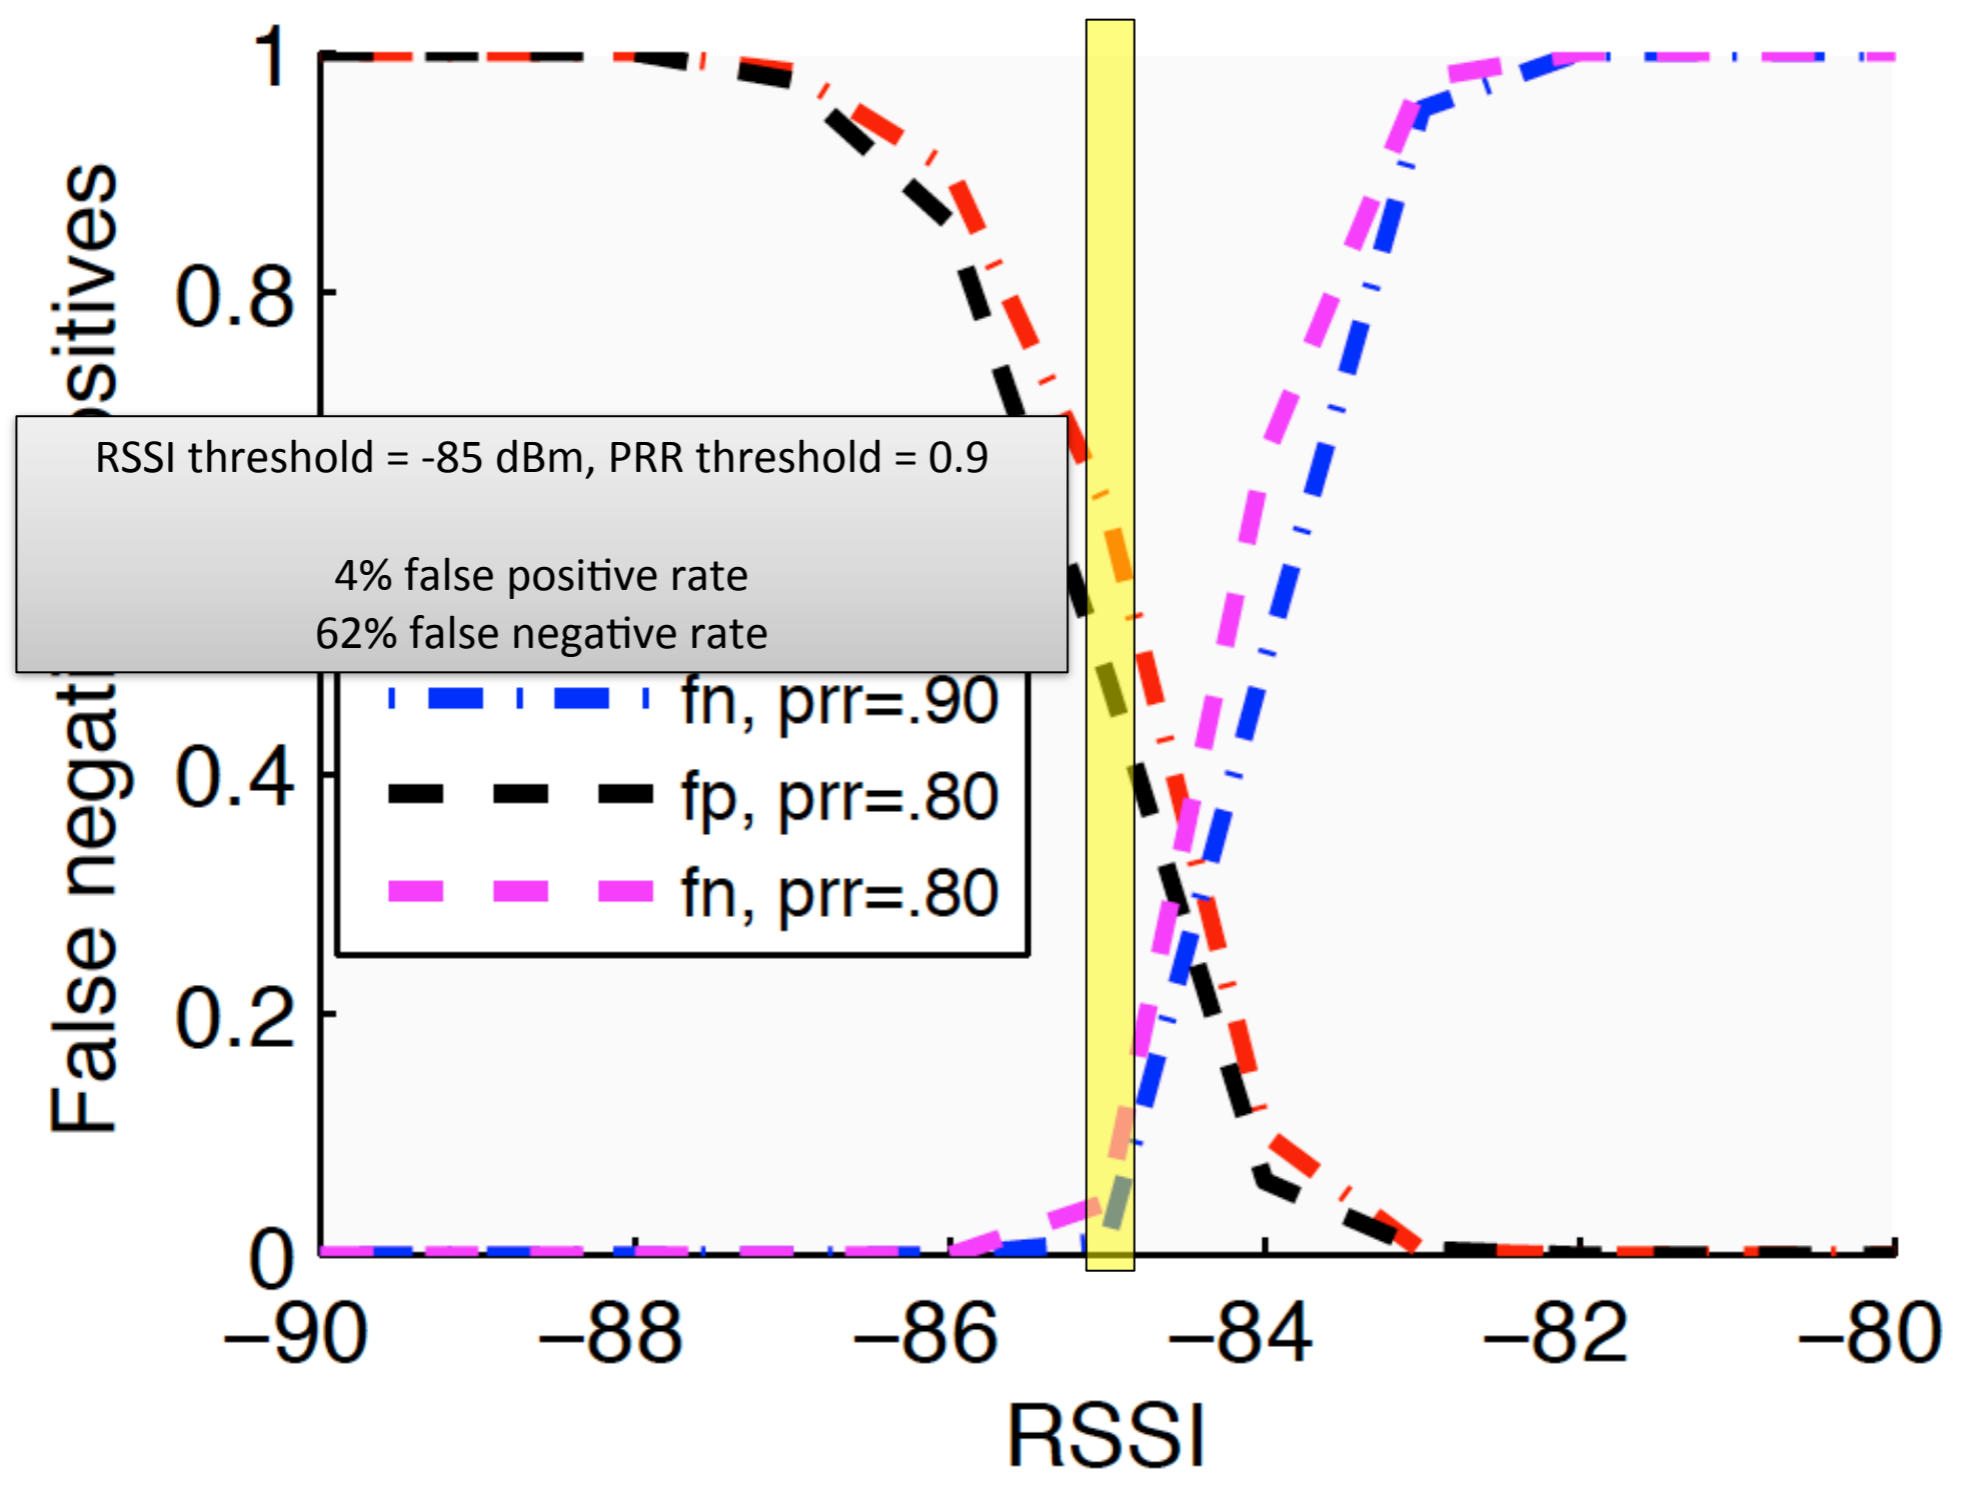 1
0.8
RSSI threshold = -85 dBm, PRR threshold = 0.9
4% false positive rate
62% false negative rate
fn, prr=.90
0.4
fp, prr=.80
fn, prr=.80
0.2
0
False
–90 –88 –86 –84 –82 –80
RSSI